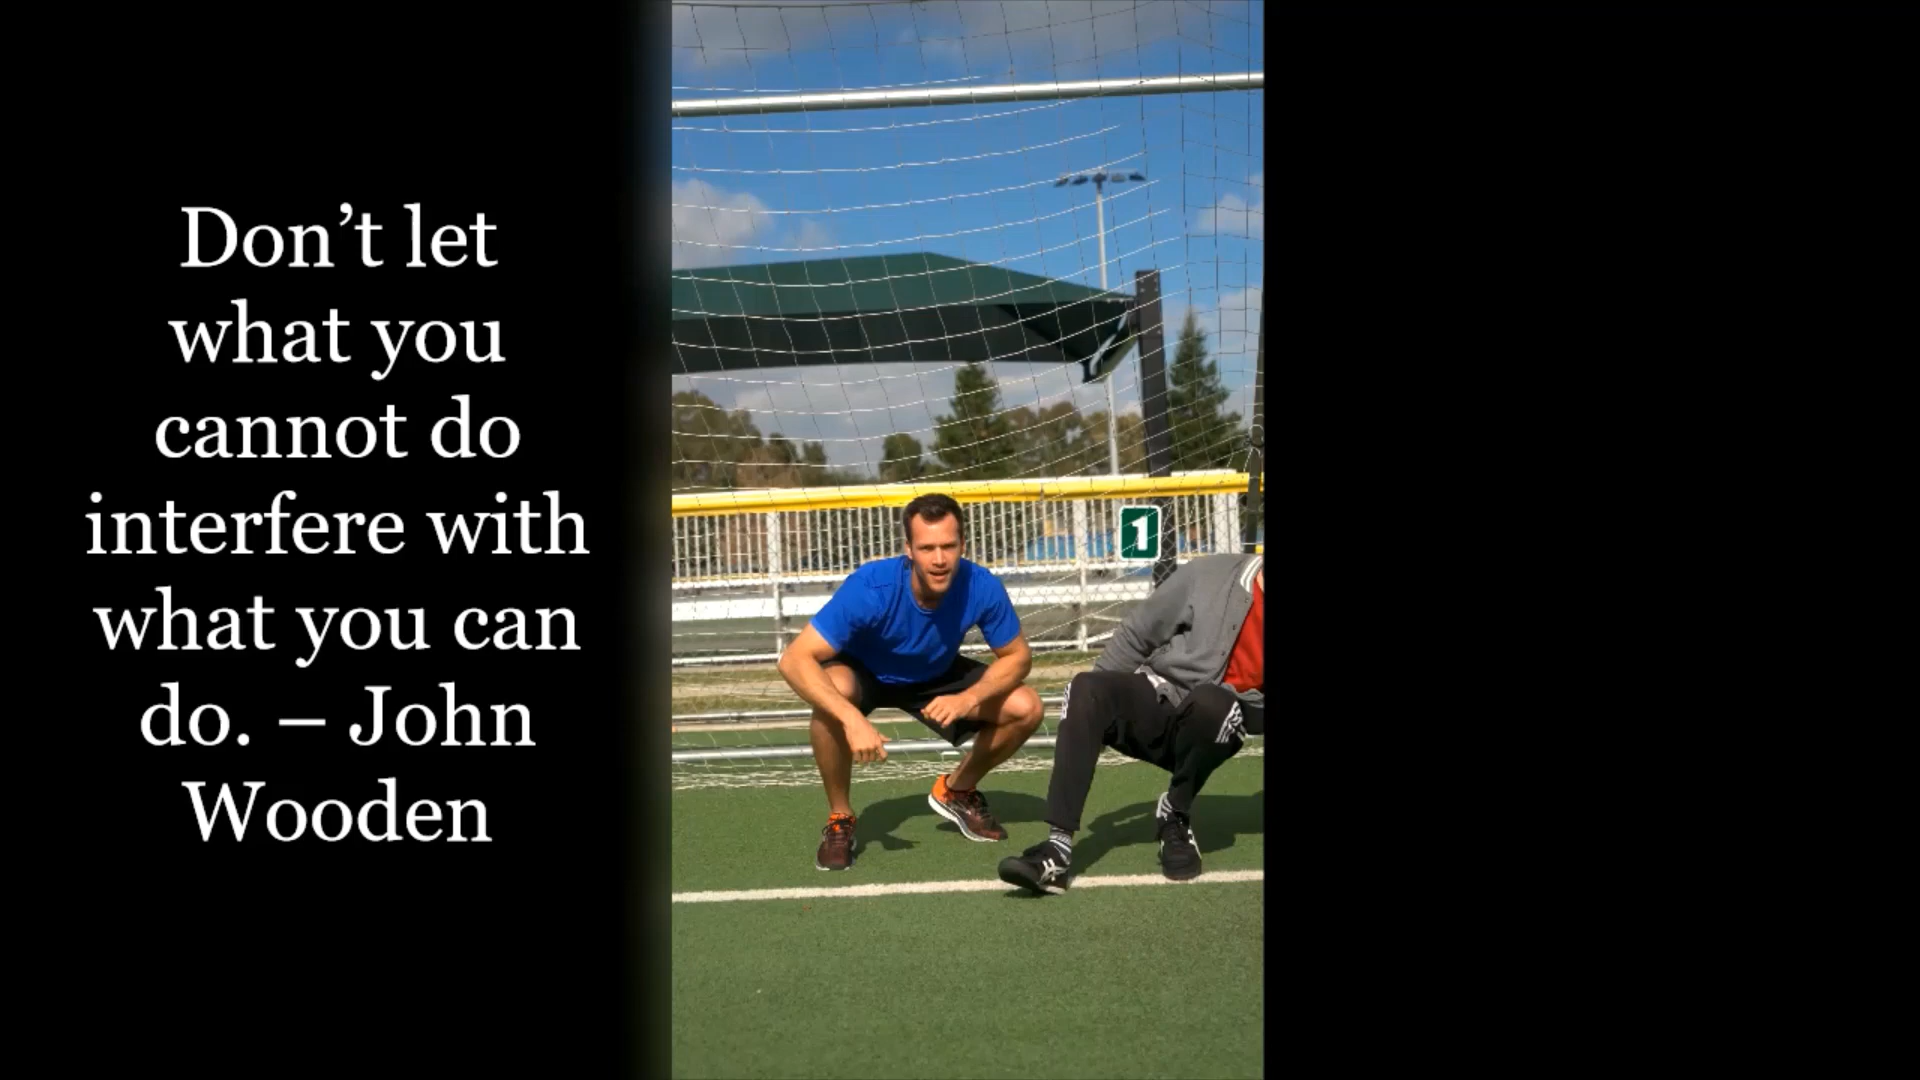 Don’t let
what you
cannot do
interfere with
what you can
do. – John
Wooden
1